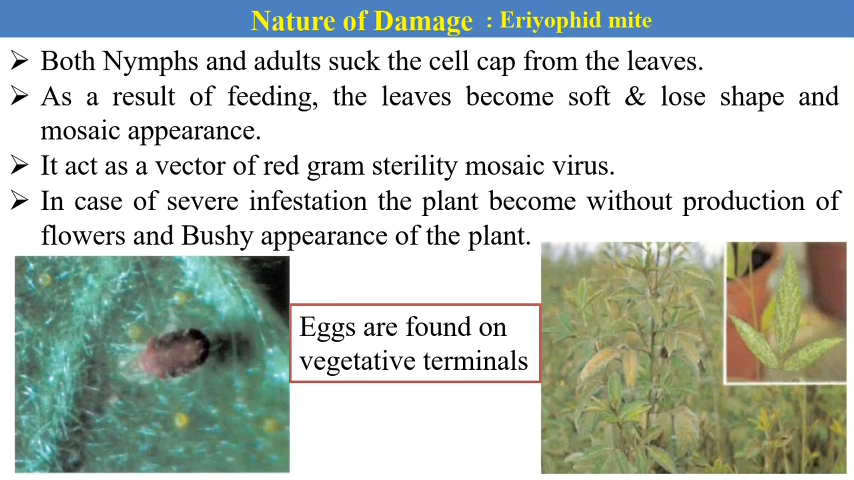 Nature of Damage : Eriyophid mite
➢ Both Nymphs and adults suck the cell cap from the leaves.
➢ As a result of feeding, the leaves become soft & lose shape and
mosaic appearance.
➢ It act as a vector of red gram sterility mosaic virus.
➢ In case of severe infestation the plant become without production of
flowers and Bushy appearance of the plant.
Eggs are found on
vegetative terminals